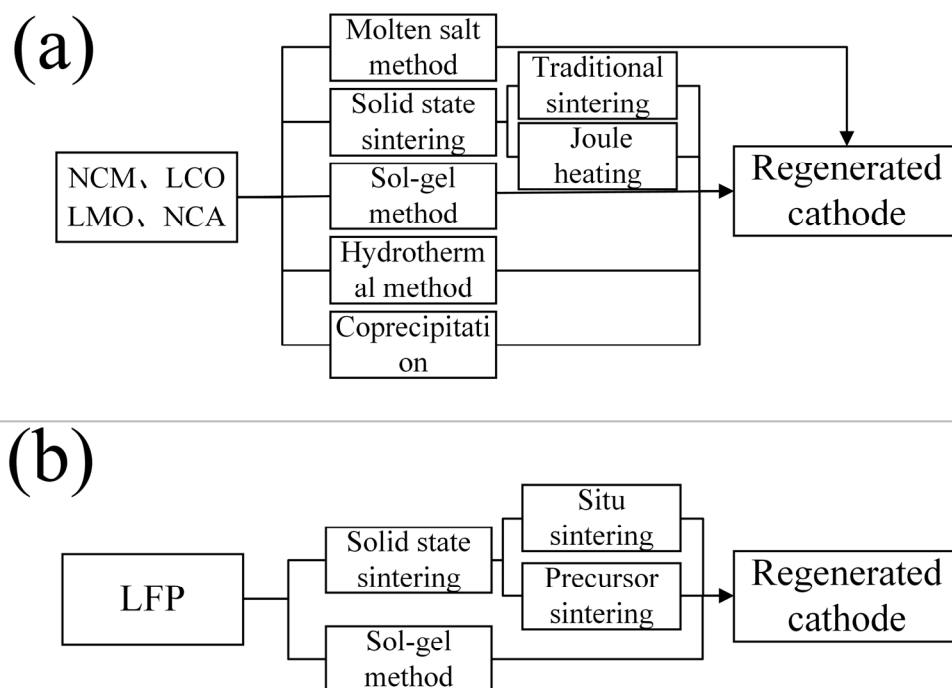 (a)
Molten salt
method
Traditional
sintering
Solid state
sintering
Joule
heating
NCM、LCO
LMO、NCA
Sol-gel
method
Regenerated
cathode
Hydrotherm
al method
Coprecipitati
on
(b)
Situ
sintering
Solid state
sintering
Precursor
sintering
LFP
Regenerated
cathode
Sol-gel
method